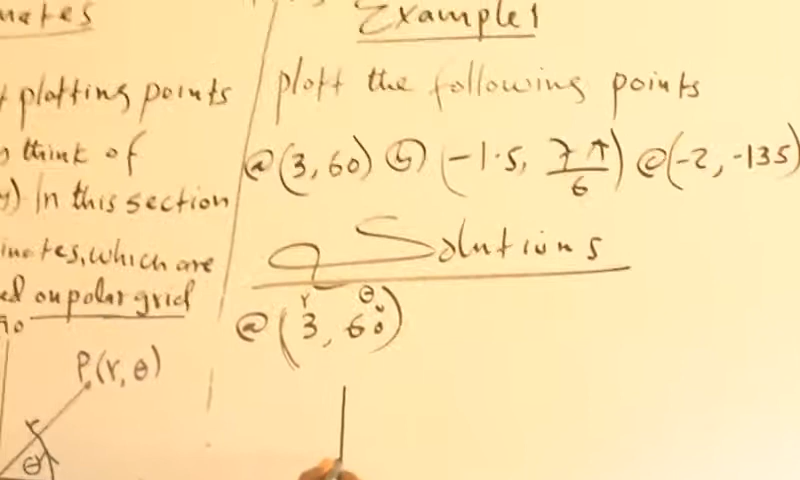 nates
plotting points
think of
y) In this section
inates, which are
ed on polar grid
P(r, θ)
r
θ
Example 1
plott the following points
ⓐ (3, 60) ⓑ (-1.5, 7π/6) ⓒ (-2, -135)
Solutions
r θ
ⓐ (3, 60°)